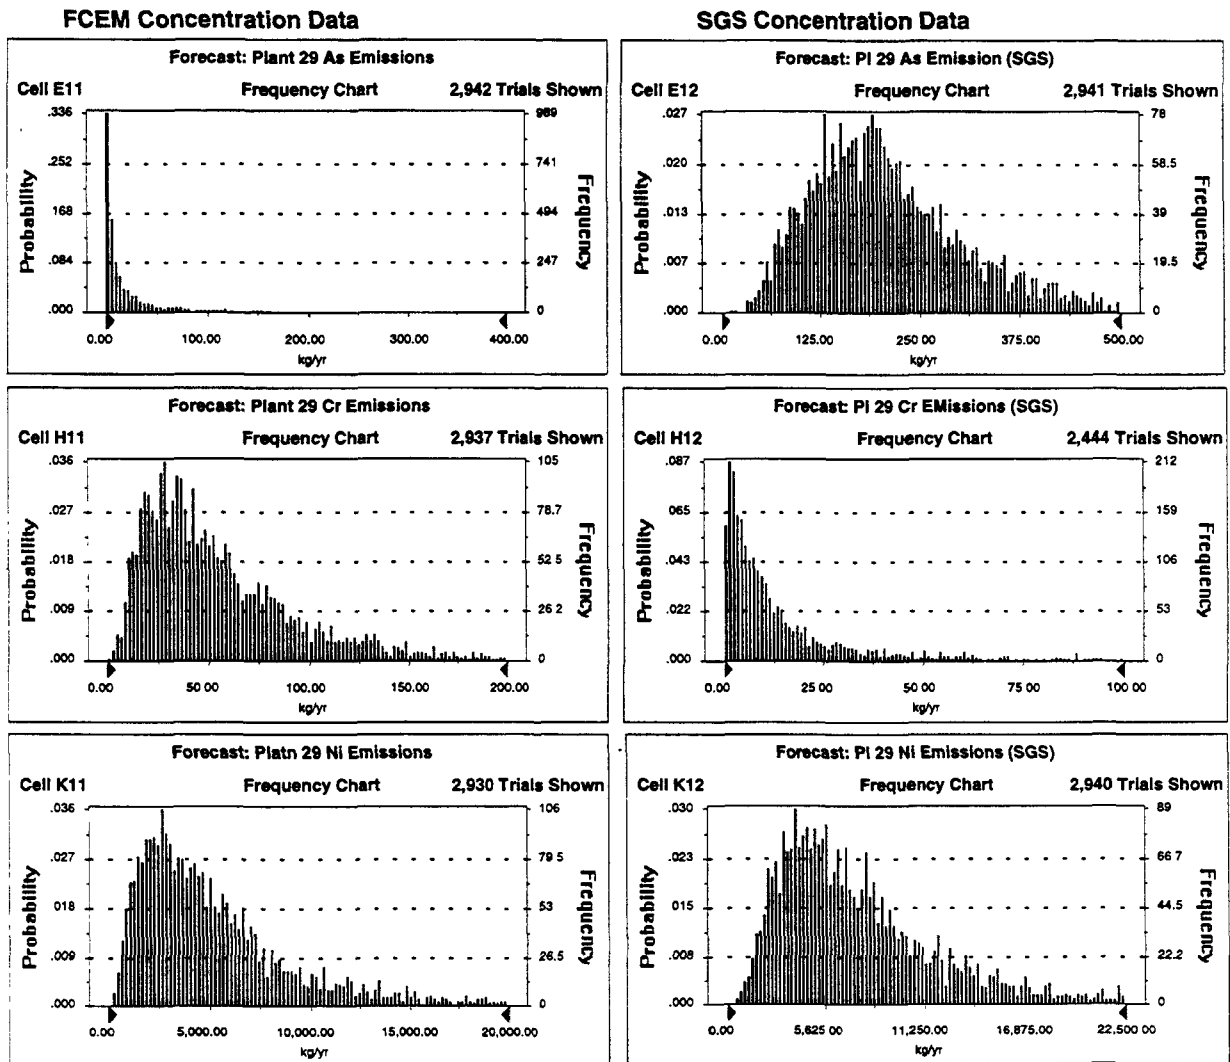 FCEM Concentration Data
SGS Concentration Data
Forecast: Plant 29 As Emissions
Cell E11 Frequency Chart 2,942 Trials Shown
.336 989
.252 741
.168 494
.084 247
.000 0
Probability
Frequency
0.00 100.00 200.00 300.00 400.00
kg/yr
Forecast: Pl 29 As Emission (SGS)
Cell E12 Frequency Chart 2,941 Trials Shown
.027 78
.020 58.5
.013 39
.007 19.5
.000 0
Probability
Frequency
0.00 125.00 250.00 375.00 500.00
kg/yr
Forecast: Plant 29 Cr Emissions
Cell H11 Frequency Chart 2,937 Trials Shown
.036 105
.027 78.7
.018 52.5
.009 26 2
.000 0
Probability
Frequency
0.00 50 00 100.00 150.00 200.00
kg/yr
Forecast: Pl 29 Cr EMissions (SGS)
Cell H12 Frequency Chart 2,444 Trials Shown
.087 212
.065 159
.043 106
.022 53
.000 0
Probability
Frequency
0.00 25 00 50 00 75 00 100 00
kg/yr
Forecast: Platn 29 Ni Emissions
Cell K11 Frequency Chart 2,930 Trials Shown
.036 106
.027 79.5
.018 53
.009 26.5
.000 0
Probability
Frequency
0.00 5,000.00 10,000.00 15,000.00 20,000.00
kg/yr
Forecast: Pl 29 Ni Emissions (SGS)
Cell K12 Frequency Chart 2,940 Trials Shown
.030 89
.023 66.7
.015 44.5
.008 22.2
.000 0
Probability
Frequency
0.00 5,625 00 11,250.00 16,875.00 22,500 00
kg/yr